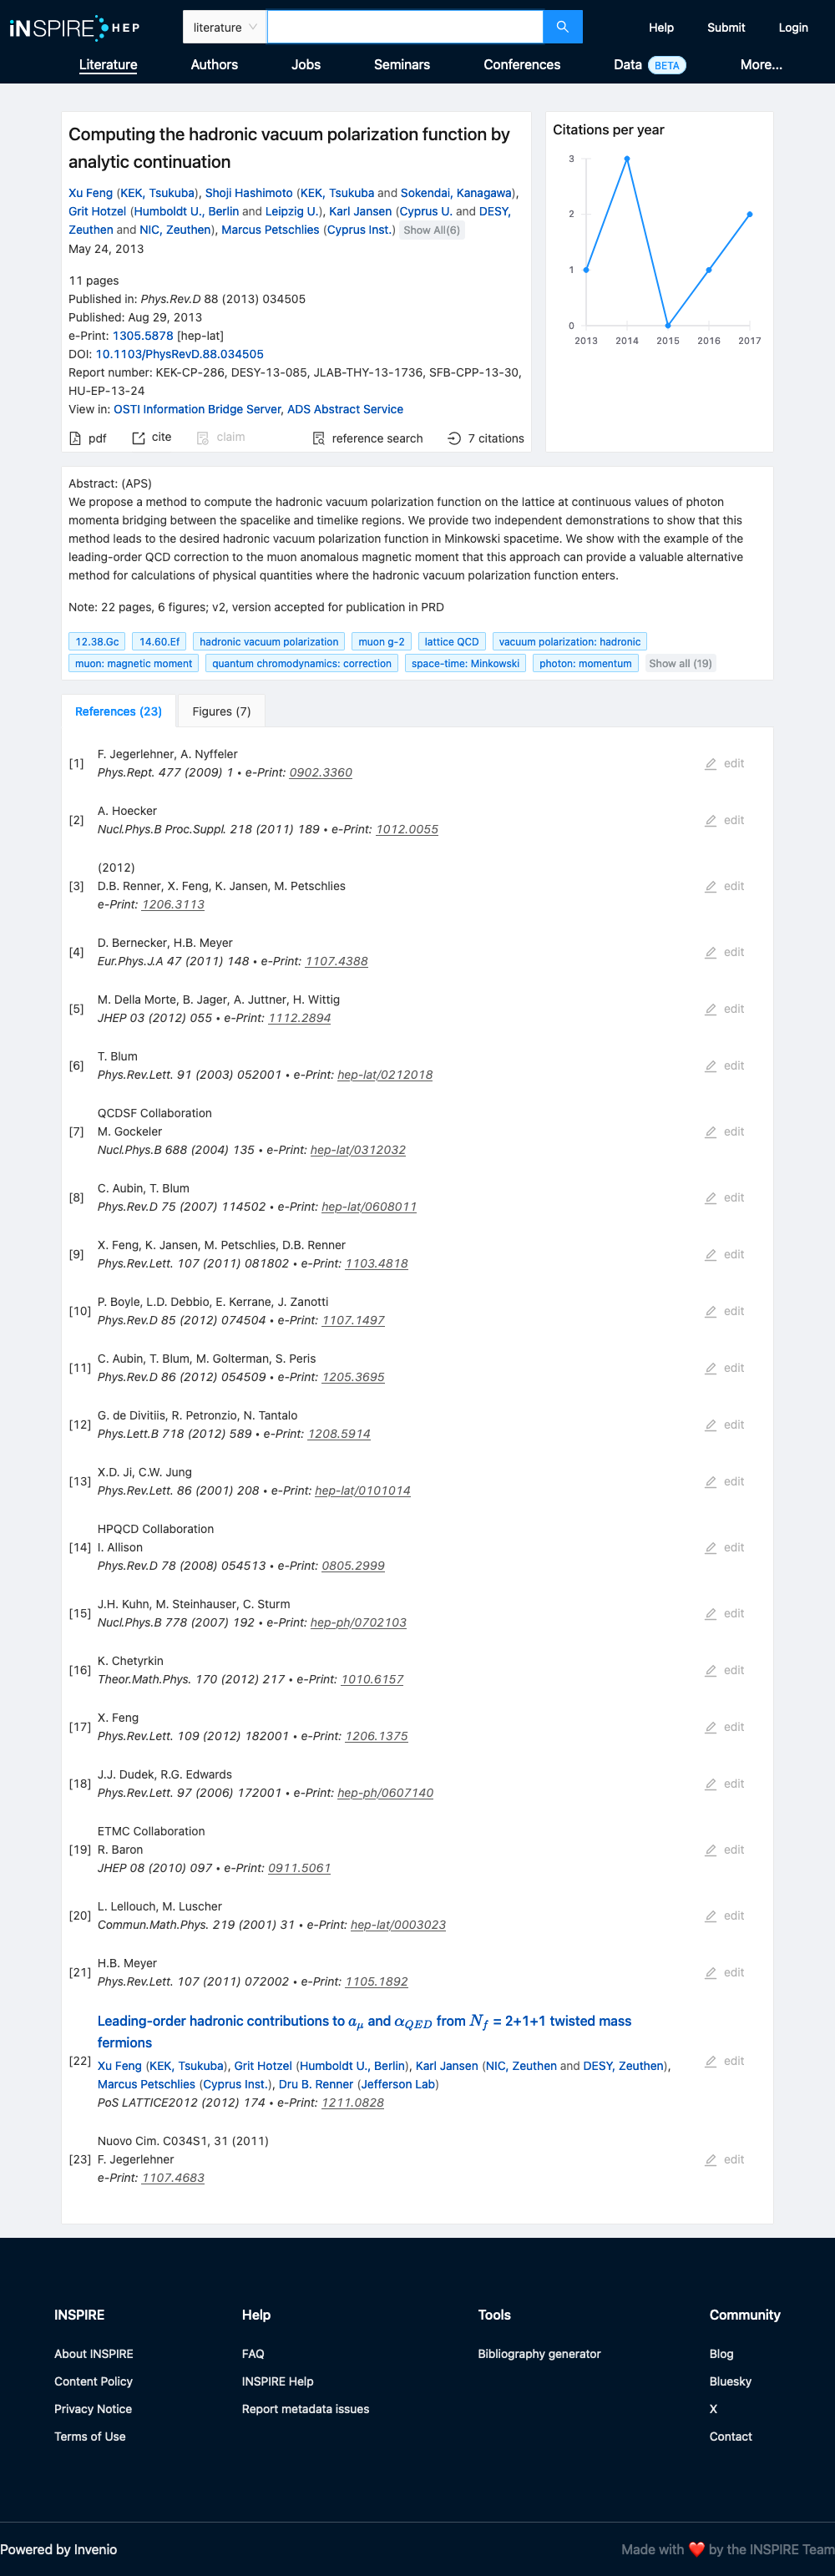 iNSPIRE HEP
literature
Help
Submit
Login
Literature
Authors
Jobs
Seminars
Conferences
Data BETA
More...
Computing the hadronic vacuum polarization function by
analytic continuation
Xu Feng (KEK, Tsukuba), Shoji Hashimoto (KEK, Tsukuba and Sokendai, Kanagawa),
Grit Hotzel (Humboldt U., Berlin and Leipzig U.), Karl Jansen (Cyprus U. and DESY,
Zeuthen and NIC, Zeuthen), Marcus Petschlies (Cyprus Inst.) Show All(6)
May 24, 2013
11 pages
Published in: Phys.Rev.D 88 (2013) 034505
Published: Aug 29, 2013
e-Print: 1305.5878 [hep-lat]
DOI: 10.1103/PhysRevD.88.034505
Report number: KEK-CP-286, DESY-13-085, JLAB-THY-13-1736, SFB-CPP-13-30,
HU-EP-13-24
View in: OSTI Information Bridge Server, ADS Abstract Service
pdf
cite
claim
reference search
7 citations
Citations per year
3
2
1
0
2013 2014 2015 2016 2017
Abstract: (APS)
We propose a method to compute the hadronic vacuum polarization function on the lattice at continuous values of photon
momenta bridging between the spacelike and timelike regions. We provide two independent demonstrations to show that this
method leads to the desired hadronic vacuum polarization function in Minkowski spacetime. We show with the example of the
leading-order QCD correction to the muon anomalous magnetic moment that this approach can provide a valuable alternative
method for calculations of physical quantities where the hadronic vacuum polarization function enters.
Note: 22 pages, 6 figures; v2, version accepted for publication in PRD
12.38.Gc 14.60.Ef hadronic vacuum polarization muon g-2 lattice QCD vacuum polarization: hadronic
muon: magnetic moment quantum chromodynamics: correction space-time: Minkowski photon: momentum Show all (19)
References (23)
Figures (7)
[1]
F. Jegerlehner, A. Nyffeler
Phys.Rept. 477 (2009) 1 • e-Print: 0902.3360
edit
[2]
A. Hoecker
Nucl.Phys.B Proc.Suppl. 218 (2011) 189 • e-Print: 1012.0055
edit
[3]
(2012)
D.B. Renner, X. Feng, K. Jansen, M. Petschlies
e-Print: 1206.3113
edit
[4]
D. Bernecker, H.B. Meyer
Eur.Phys.J.A 47 (2011) 148 • e-Print: 1107.4388
edit
[5]
M. Della Morte, B. Jager, A. Juttner, H. Wittig
JHEP 03 (2012) 055 • e-Print: 1112.2894
edit
[6]
T. Blum
Phys.Rev.Lett. 91 (2003) 052001 • e-Print: hep-lat/0212018
edit
[7]
QCDSF Collaboration
M. Gockeler
Nucl.Phys.B 688 (2004) 135 • e-Print: hep-lat/0312032
edit
[8]
C. Aubin, T. Blum
Phys.Rev.D 75 (2007) 114502 • e-Print: hep-lat/0608011
edit
[9]
X. Feng, K. Jansen, M. Petschlies, D.B. Renner
Phys.Rev.Lett. 107 (2011) 081802 • e-Print: 1103.4818
edit
[10]
P. Boyle, L.D. Debbio, E. Kerrane, J. Zanotti
Phys.Rev.D 85 (2012) 074504 • e-Print: 1107.1497
edit
[11]
C. Aubin, T. Blum, M. Golterman, S. Peris
Phys.Rev.D 86 (2012) 054509 • e-Print: 1205.3695
edit
[12]
G. de Divitiis, R. Petronzio, N. Tantalo
Phys.Lett.B 718 (2012) 589 • e-Print: 1208.5914
edit
[13]
X.D. Ji, C.W. Jung
Phys.Rev.Lett. 86 (2001) 208 • e-Print: hep-lat/0101014
edit
[14]
HPQCD Collaboration
I. Allison
Phys.Rev.D 78 (2008) 054513 • e-Print: 0805.2999
edit
[15]
J.H. Kuhn, M. Steinhauser, C. Sturm
Nucl.Phys.B 778 (2007) 192 • e-Print: hep-ph/0702103
edit
[16]
K. Chetyrkin
Theor.Math.Phys. 170 (2012) 217 • e-Print: 1010.6157
edit
[17]
X. Feng
Phys.Rev.Lett. 109 (2012) 182001 • e-Print: 1206.1375
edit
[18]
J.J. Dudek, R.G. Edwards
Phys.Rev.Lett. 97 (2006) 172001 • e-Print: hep-ph/0607140
edit
[19]
ETMC Collaboration
R. Baron
JHEP 08 (2010) 097 • e-Print: 0911.5061
edit
[20]
L. Lellouch, M. Luscher
Commun.Math.Phys. 219 (2001) 31 • e-Print: hep-lat/0003023
edit
[21]
H.B. Meyer
Phys.Rev.Lett. 107 (2011) 072002 • e-Print: 1105.1892
edit
[22]
Leading-order hadronic contributions to aμ and αQED from Nf = 2+1+1 twisted mass
fermions
Xu Feng (KEK, Tsukuba), Grit Hotzel (Humboldt U., Berlin), Karl Jansen (NIC, Zeuthen and DESY, Zeuthen),
Marcus Petschlies (Cyprus Inst.), Dru B. Renner (Jefferson Lab)
PoS LATTICE2012 (2012) 174 • e-Print: 1211.0828
edit
[23]
Nuovo Cim. C034S1, 31 (2011)
F. Jegerlehner
e-Print: 1107.4683
edit
INSPIRE
About INSPIRE
Content Policy
Privacy Notice
Terms of Use
Help
FAQ
INSPIRE Help
Report metadata issues
Tools
Bibliography generator
Community
Blog
Bluesky
X
Contact
Powered by Invenio
Made with ❤️ by the INSPIRE Team